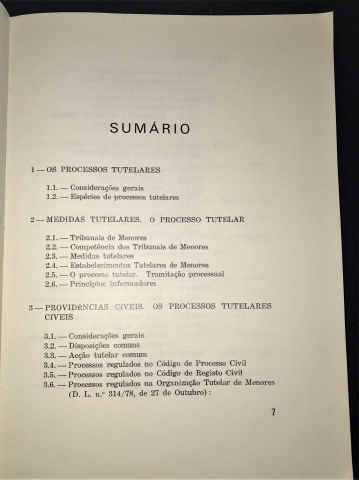 SUMÁRIO
1 — OS PROCESSOS TUTELARES
1.1. — Considerações gerais
1.2. — Espécies de processos tutelares
2 — MEDIDAS TUTELARES. O PROCESSO TUTELAR
2.1. — Tribunais de Menores
2.2. — Competência dos Tribunais de Menores
2.3. — Medidas tutelares
2.4. — Estabelecimentos Tutelares de Menores
2.5. — O processo tutelar. Tramitação processual
2.6. — Princípios informadores
3 — PROVIDÊNCIAS CÍVEIS. OS PROCESSOS TUTELARES
CÍVEIS
3.1. — Considerações gerais
3.2. — Disposições comuns
3.3. — Acção tutelar comum
3.4. — Processos regulados no Código de Processo Civil
3.5. — Processos regulados no Código de Registo Civil
3.6. — Processos regulados na Organização Tutelar de Menores
(D. L. n.º 314/78, de 27 de Outubro):
7